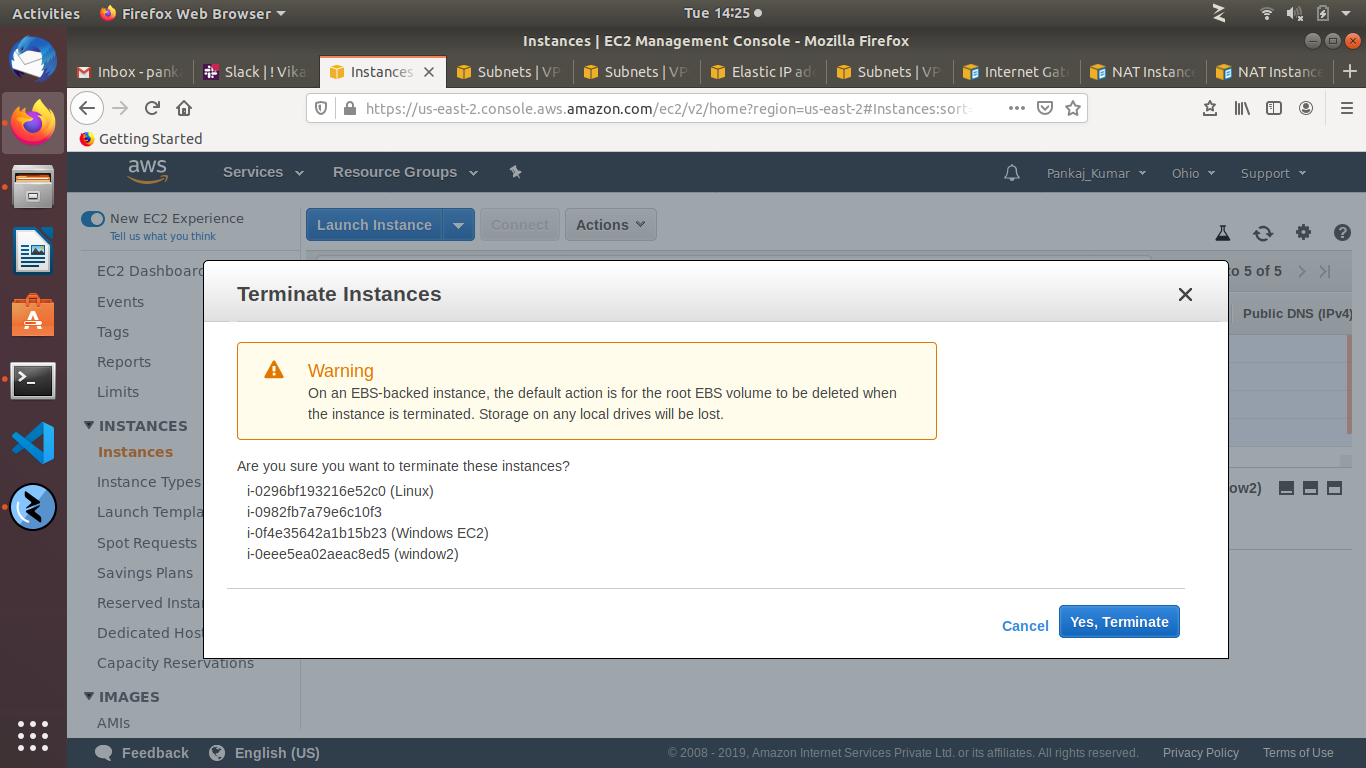 Activities
Firefox Web Browser
Tue 14:25
Instances | EC2 Management Console - Mozilla Firefox
Inbox - pank
Slack | ! Vika
Instances
Subnets | VP
Subnets | VP
Elastic IP ad
Subnets | VP
Internet Gat
NAT Instanc
NAT Instanc
https://us-east-2.console.aws.amazon.com/ec2/v2/home?region=us-east-2#Instances:sort=
Getting Started
aws
Services
Resource Groups
Pankaj_Kumar
Ohio
Support
New EC2 Experience
Tell us what you think
Launch Instance
Connect
Actions
EC2 Dashboard
Events
Tags
Reports
Limits
INSTANCES
Instances
Instance Types
Launch Templa
Spot Requests
Savings Plans
Reserved Instan
Dedicated Host
Capacity Reservations
IMAGES
AMIs
to 5 of 5
Public DNS (IPv4)
ow2)
Terminate Instances
Warning
On an EBS-backed instance, the default action is for the root EBS volume to be deleted when
the instance is terminated. Storage on any local drives will be lost.
Are you sure you want to terminate these instances?
i-0296bf193216e52c0 (Linux)
i-0982fb7a79e6c10f3
i-0f4e35642a1b15b23 (Windows EC2)
i-0eee5ea02aeac8ed5 (window2)
Cancel
Yes, Terminate
Feedback
English (US)
© 2008 - 2019, Amazon Internet Services Private Ltd. or its affiliates. All rights reserved.
Privacy Policy
Terms of Use